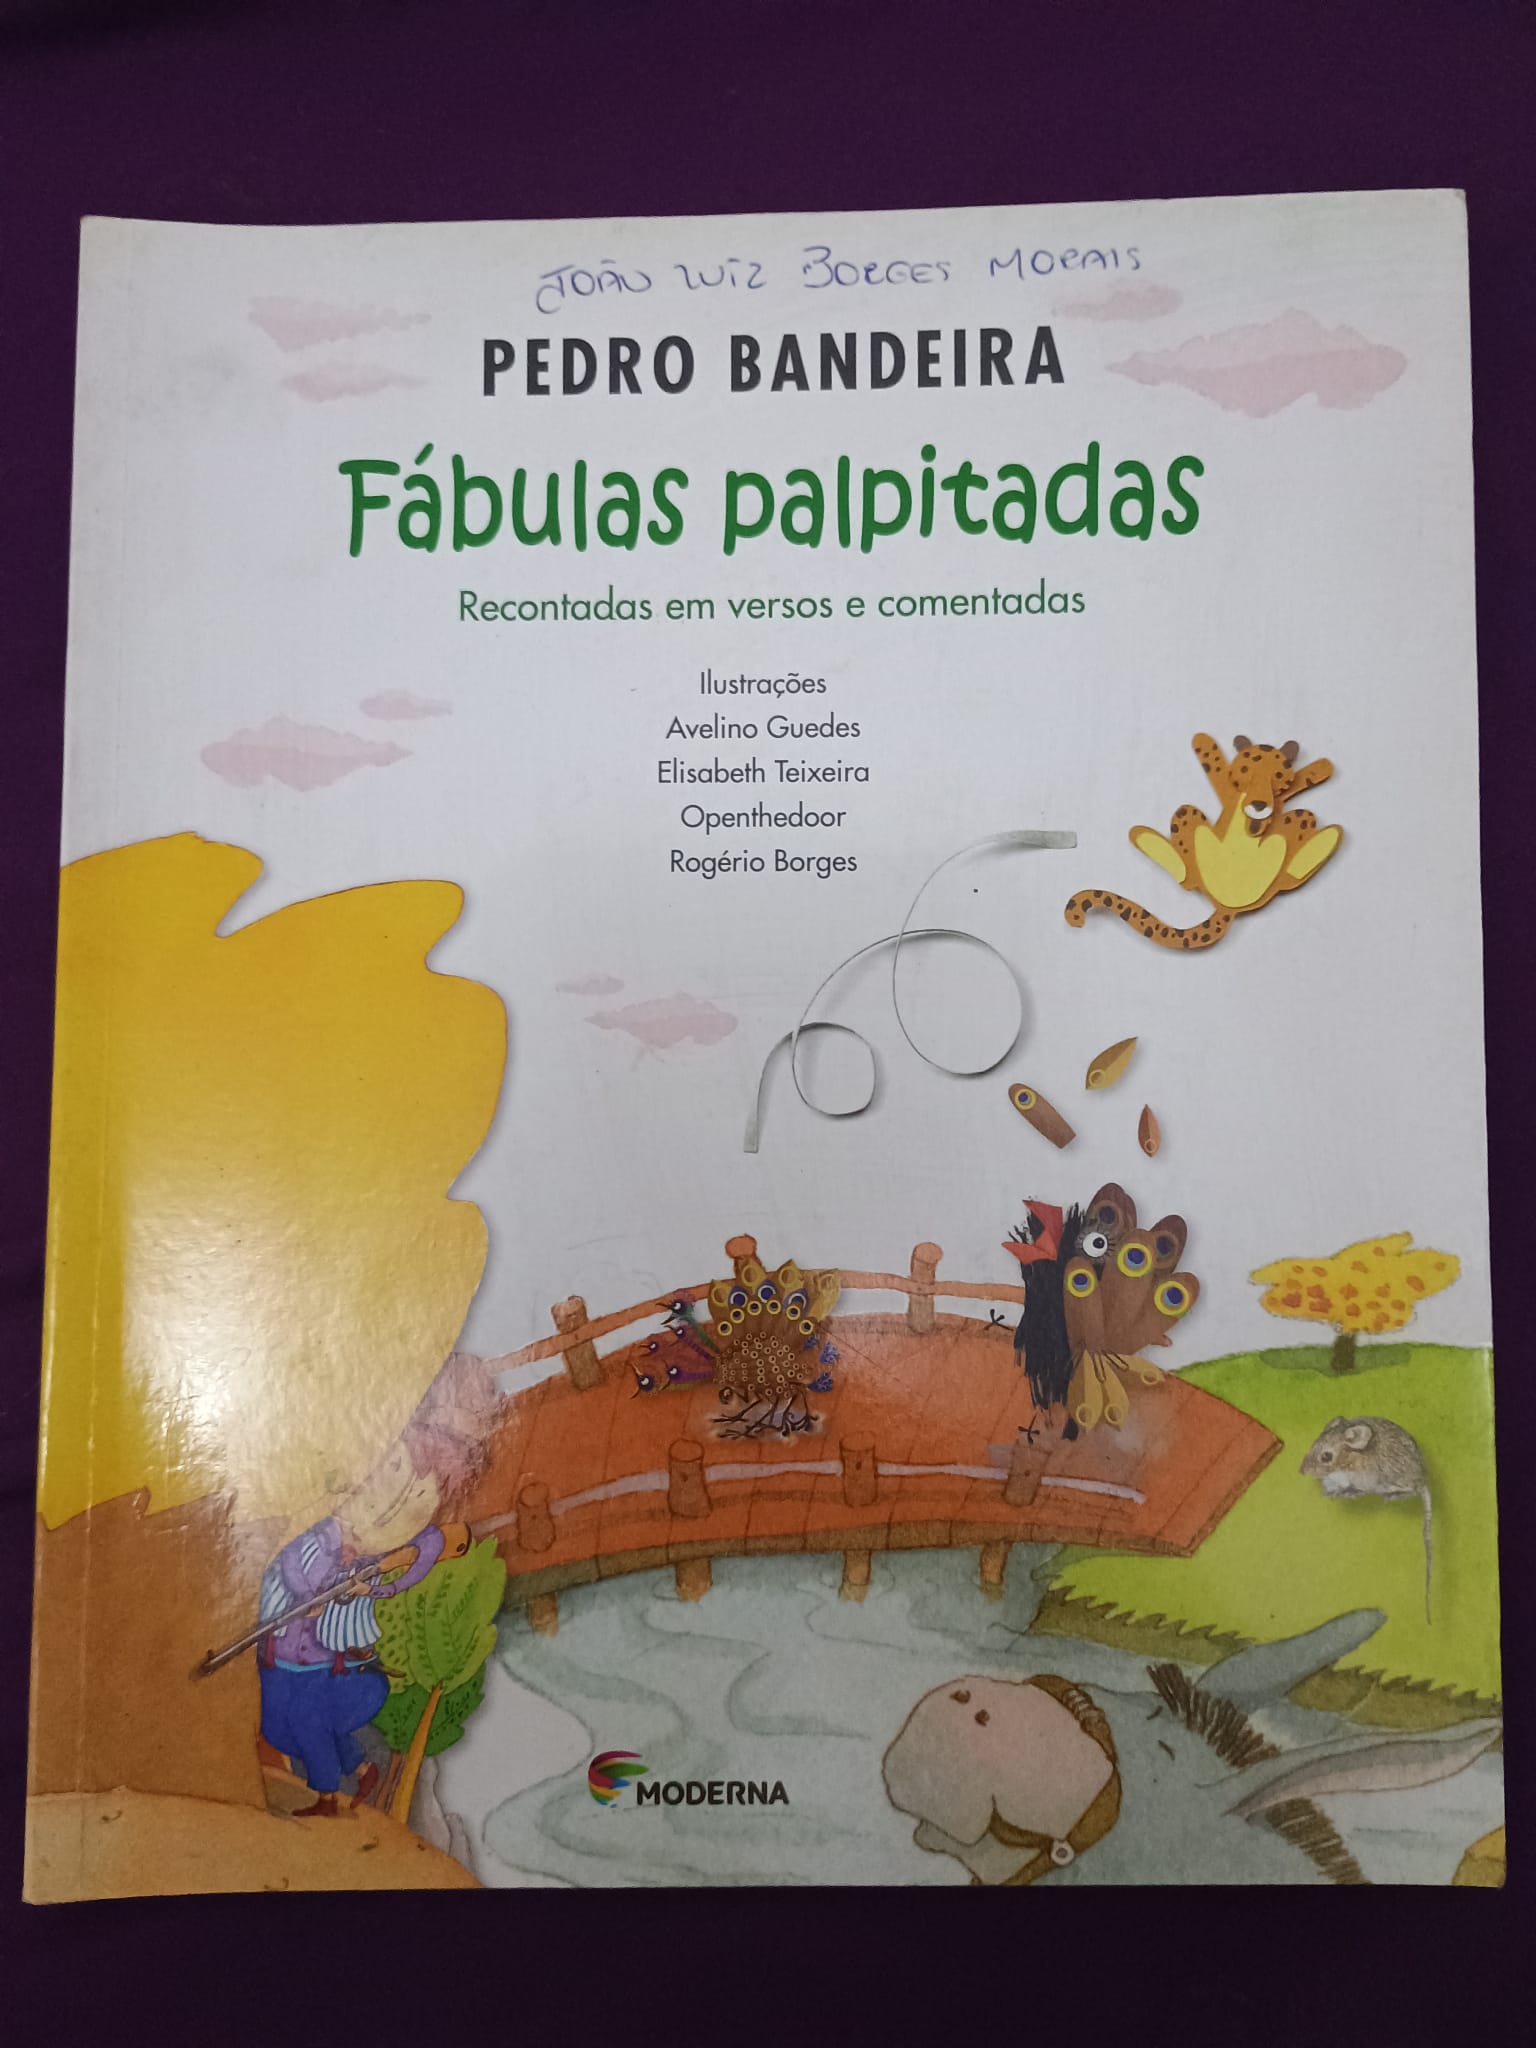 João Luiz Borges Morais
PEDRO BANDEIRA
Fábulas palpitadas
Recontadas em versos e comentadas
Ilustrações
Avelino Guedes
Elisabeth Teixeira
Openthedoor
Rogério Borges
MODERNA